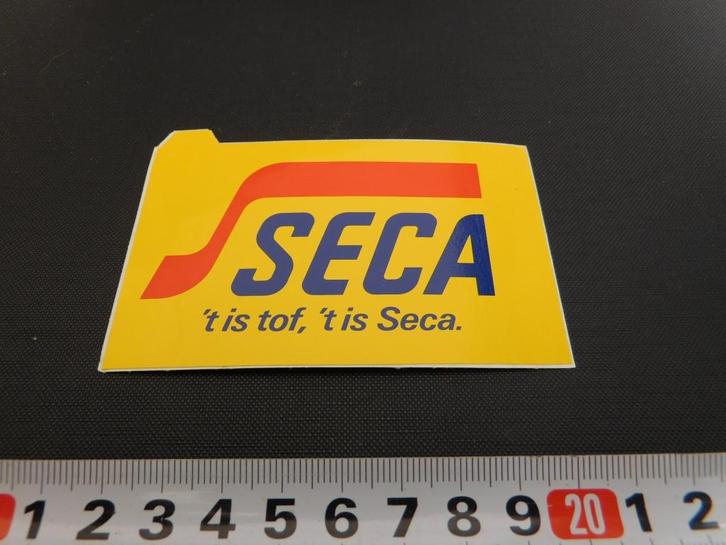 SECA
't is tof, 't is Seca.
1 2 3 4 5 6 7 8 9 20 1 2